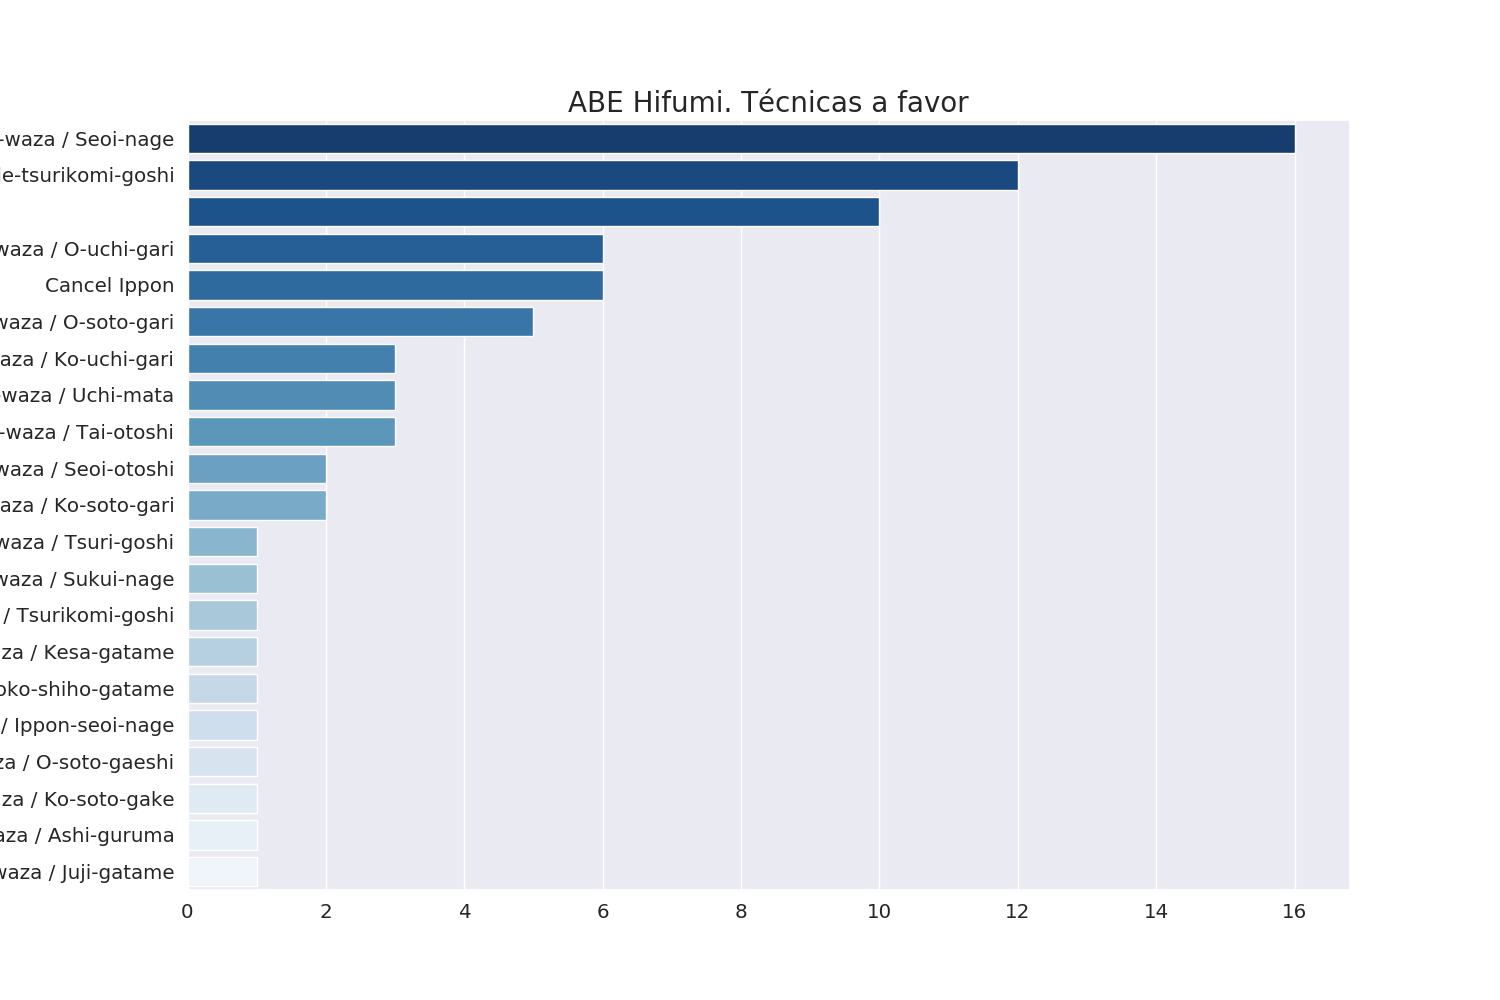 ABE Hifumi. Técnicas a favor
-waza / Seoi-nage
e-tsurikomi-goshi
waza / O-uchi-gari
Cancel Ippon
waza / O-soto-gari
aza / Ko-uchi-gari
-waza / Uchi-mata
-waza / Tai-otoshi
waza / Seoi-otoshi
aza / Ko-soto-gari
waza / Tsuri-goshi
waza / Sukui-nage
/ Tsurikomi-goshi
za / Kesa-gatame
oko-shiho-gatame
/ Ippon-seoi-nage
za / O-soto-gaeshi
za / Ko-soto-gake
aza / Ashi-guruma
waza / Juji-gatame
0 2 4 6 8 10 12 14 16